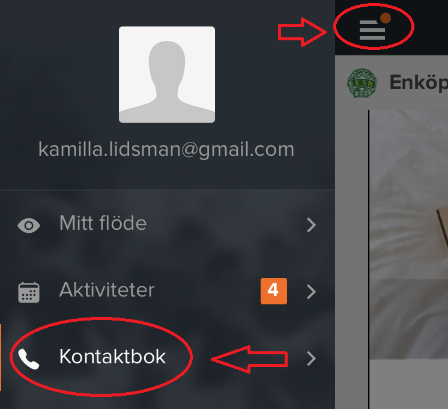 kamilla.lidsman@gmail.com
Enköp
Mitt flöde
Aktiviteter 4
Kontaktbok